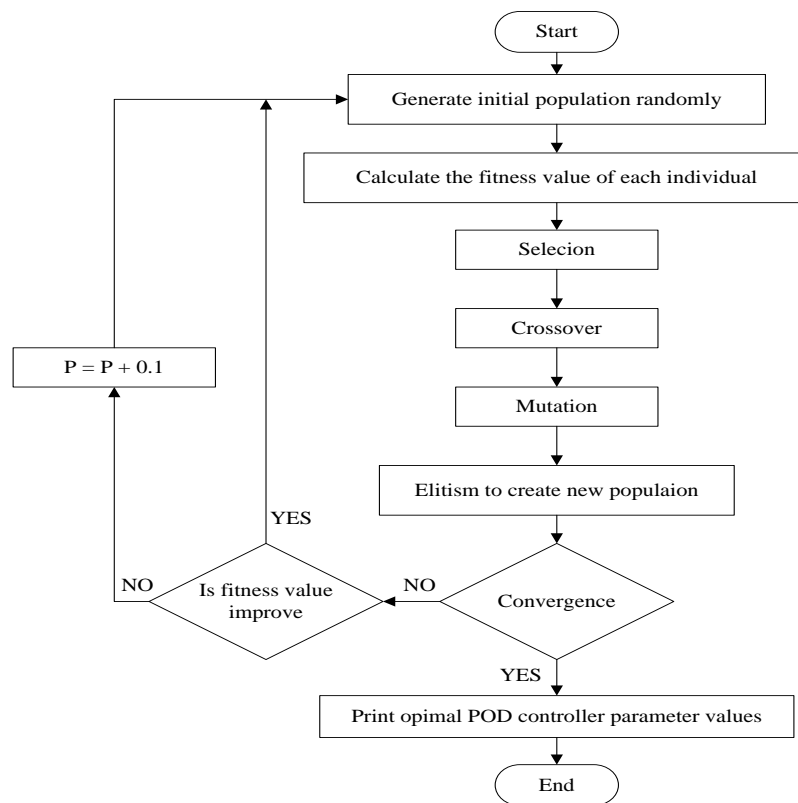 Start
Generate initial population randomly
Calculate the fitness value of each individual
Selecion
Crossover
P = P + 0.1
Mutation
Elitism to create new populaion
YES
NO
Is fitness value
improve
NO
Convergence
YES
Print opimal POD controller parameter values
End